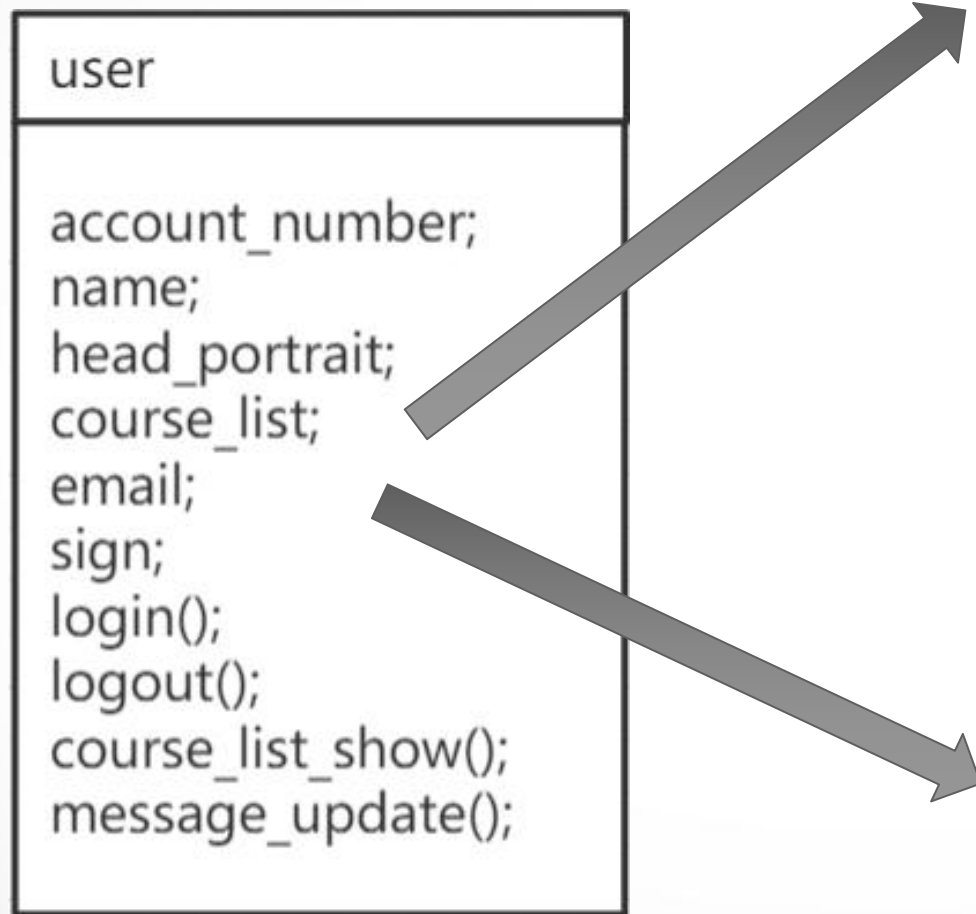 user
account_number;
name;
head_portrait;
course_list;
email;
sign;
login();
logout();
course_list_show();
message_update();